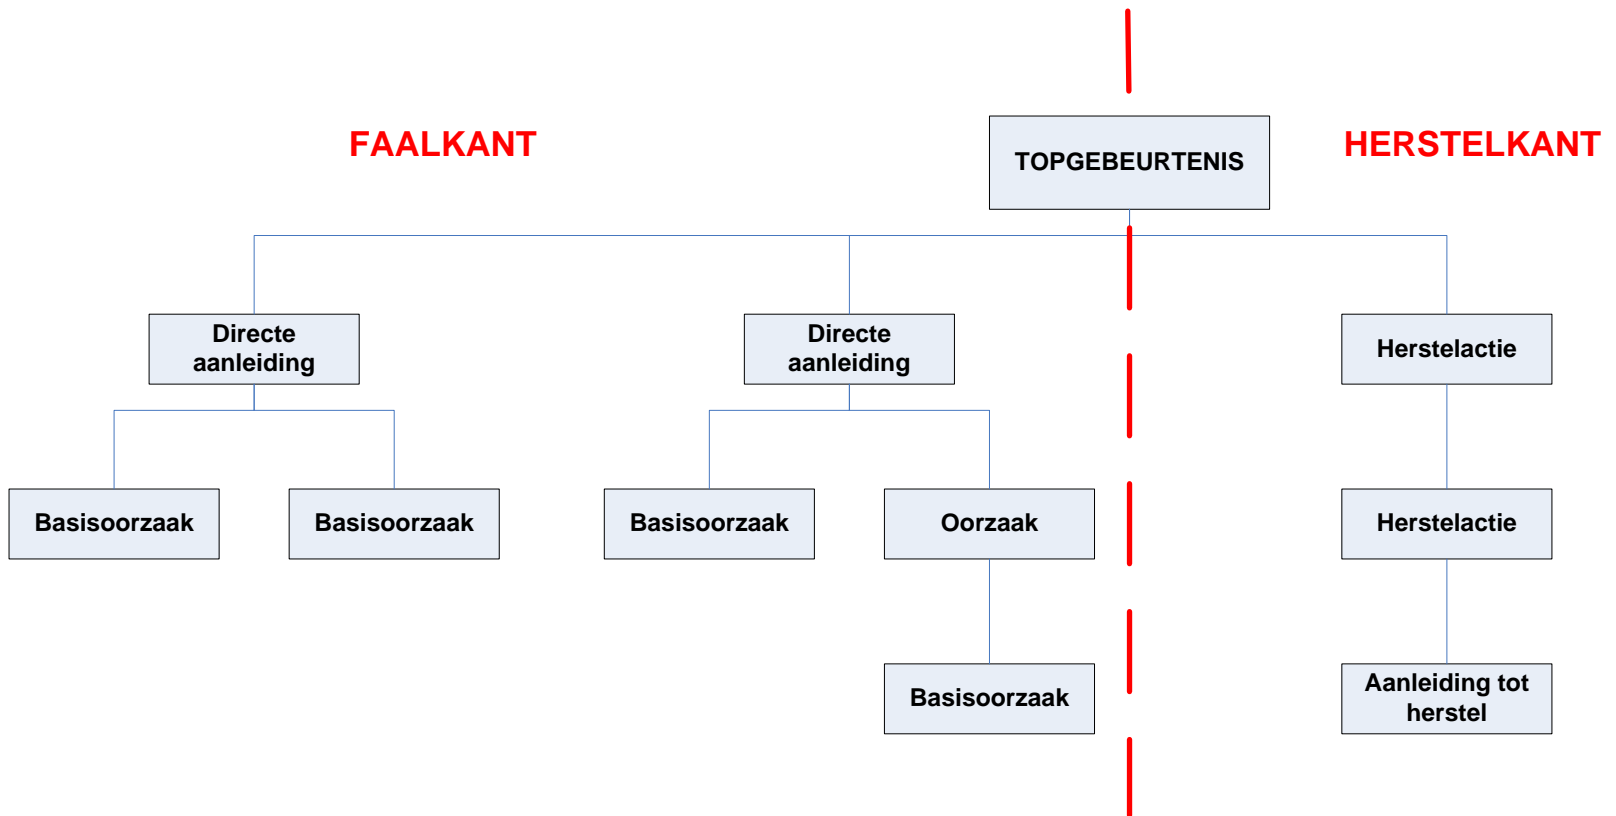 FAALKANT
TOPGEBEURTENIS
HERSTELKANT
Directe
aanleiding
Directe
aanleiding
Herstelactie
Basisoorzaak
Basisoorzaak
Basisoorzaak
Oorzaak
Herstelactie
Basisoorzaak
Aanleiding tot
herstel